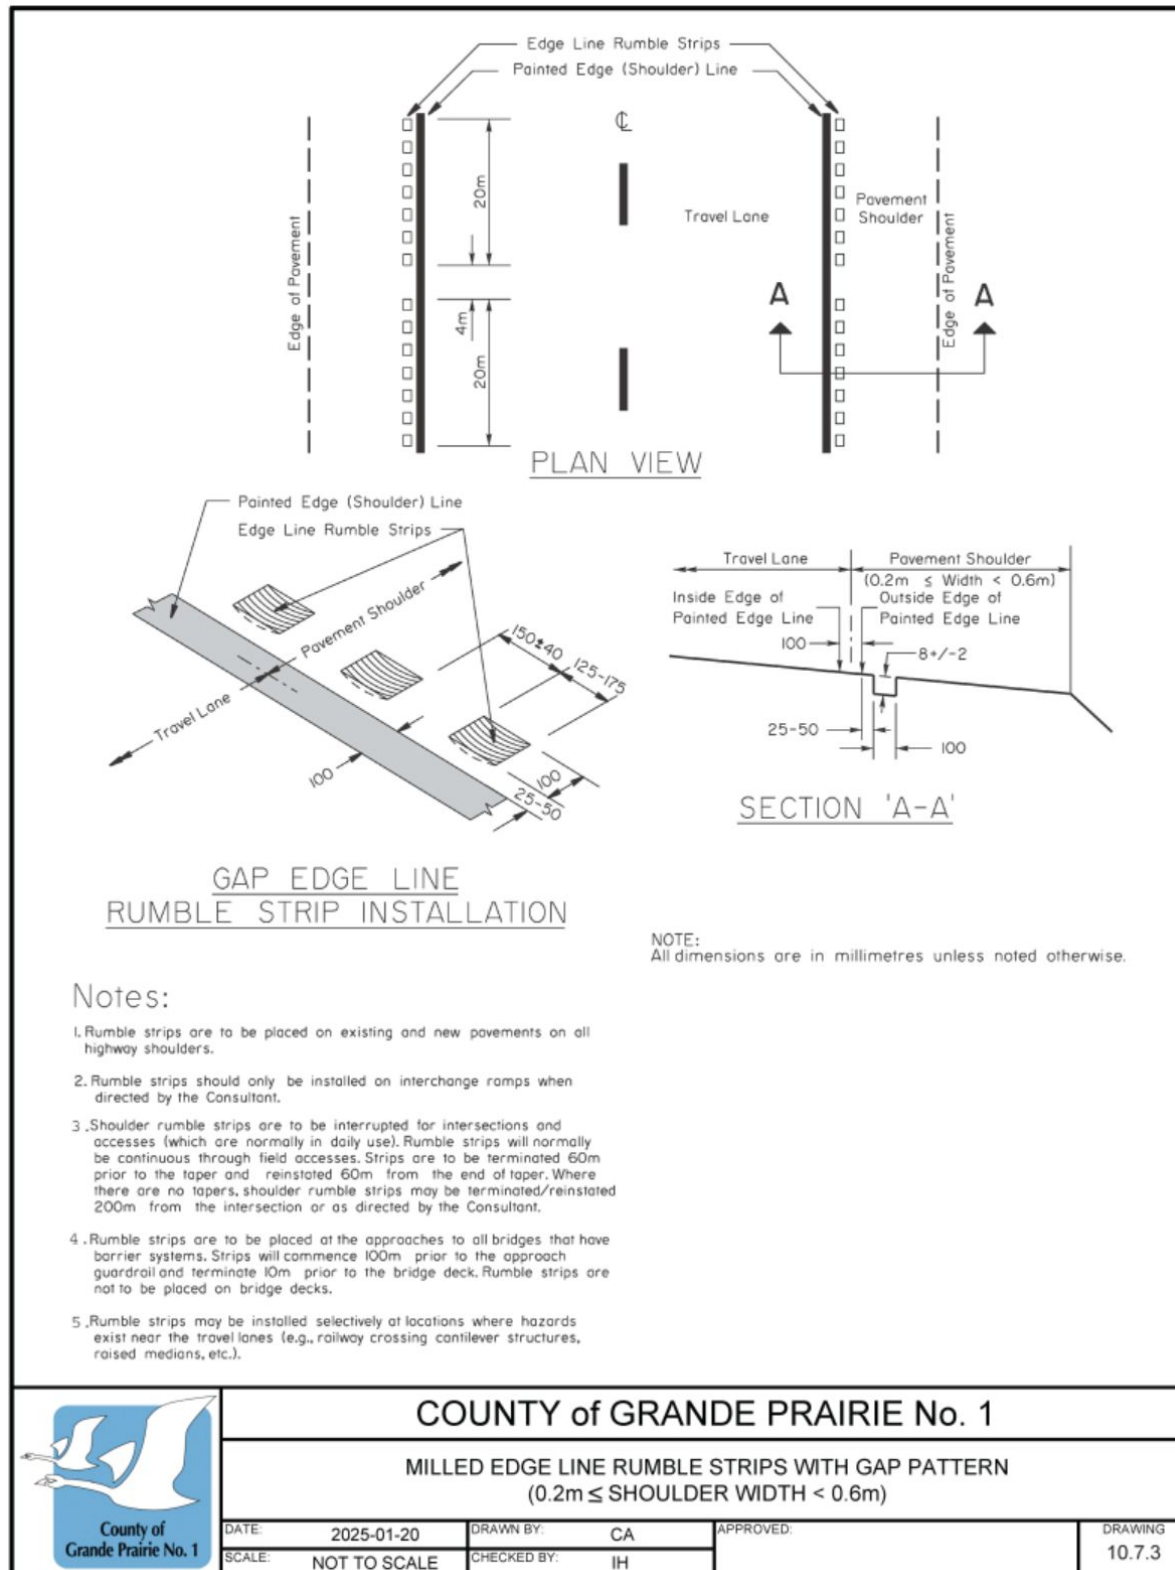 Edge Line Rumble Strips
Painted Edge (Shoulder) Line
℄
Edge of Pavement
20m
4m
20m
Travel Lane
Pavement
Shoulder
A
A
Edge of Pavement
PLAN VIEW
Painted Edge (Shoulder) Line
Edge Line Rumble Strips
Pavement Shoulder
Travel Lane
150±40
125-175
100
100
25-50
GAP EDGE LINE
RUMBLE STRIP INSTALLATION
Travel Lane
Pavement Shoulder
(0.2m ≤ Width < 0.6m)
Inside Edge of
Painted Edge Line
Outside Edge of
Painted Edge Line
100
8+/-2
25-50
100
SECTION 'A-A'
NOTE:
All dimensions are in millimetres unless noted otherwise.
Notes:
1. Rumble strips are to be placed on existing and new pavements on all
highway shoulders.
2. Rumble strips should only be installed on interchange ramps when
directed by the Consultant.
3 .Shoulder rumble strips are to be interrupted for intersections and
accesses (which are normally in daily use). Rumble strips will normally
be continuous through field accesses. Strips are to be terminated 60m
prior to the taper and reinstated 60m from the end of taper. Where
there are no tapers, shoulder rumble strips may be terminated/reinstated
200m from the intersection or as directed by the Consultant.
4 .Rumble strips are to be placed at the approaches to all bridges that have
barrier systems. Strips will commence 100m prior to the approach
guardrail and terminate 10m prior to the bridge deck. Rumble strips are
not to be placed on bridge decks.
5 .Rumble strips may be installed selectively at locations where hazards
exist near the travel lanes (e.g., railway crossing cantilever structures,
raised medians, etc.).
County of
Grande Prairie No. 1
COUNTY of GRANDE PRAIRIE No. 1
MILLED EDGE LINE RUMBLE STRIPS WITH GAP PATTERN
(0.2m ≤ SHOULDER WIDTH < 0.6m)
DATE: 2025-01-20
DRAWN BY: CA
APPROVED:
DRAWING
10.7.3
SCALE: NOT TO SCALE
CHECKED BY: IH